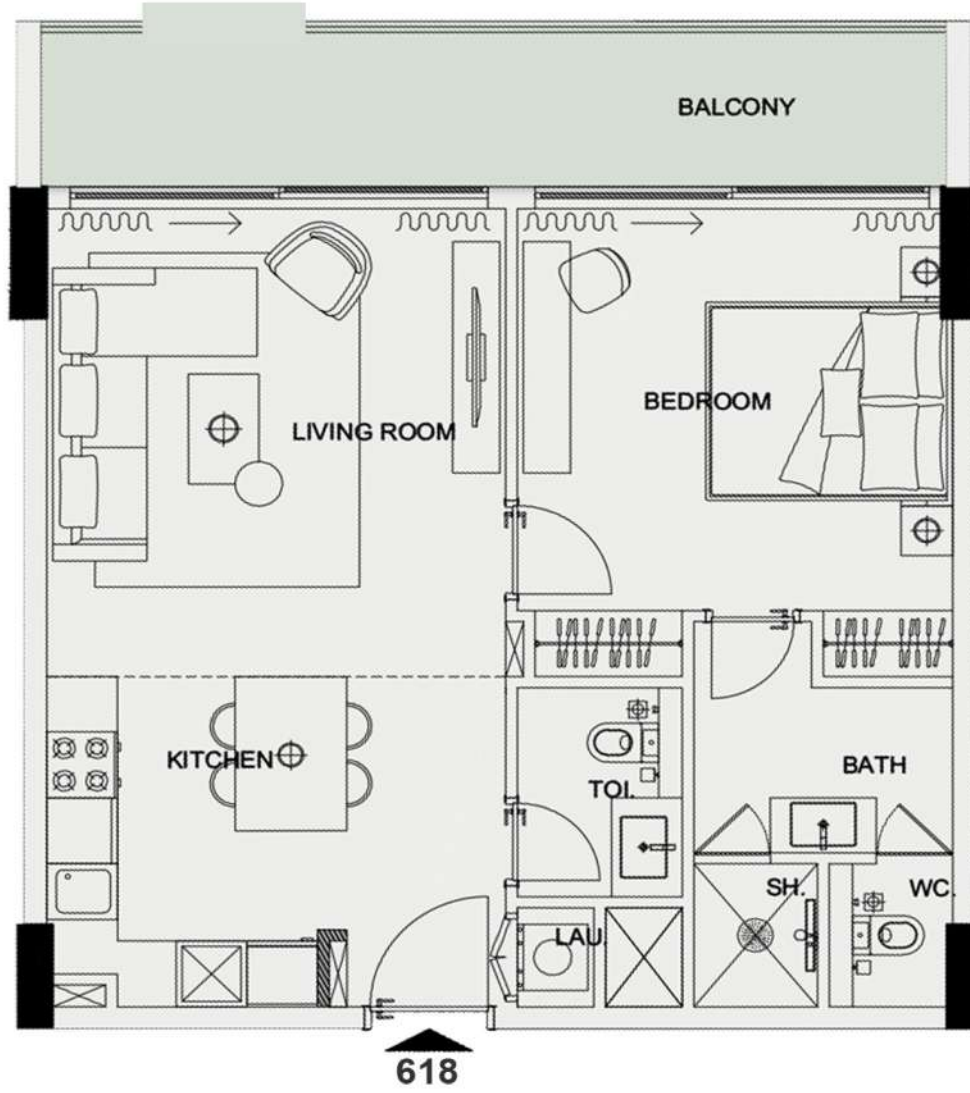 BALCONY
BEDROOM
LIVING ROOM
KITCHEN
BATH
TOI.
SH.
WC.
LAU.
618